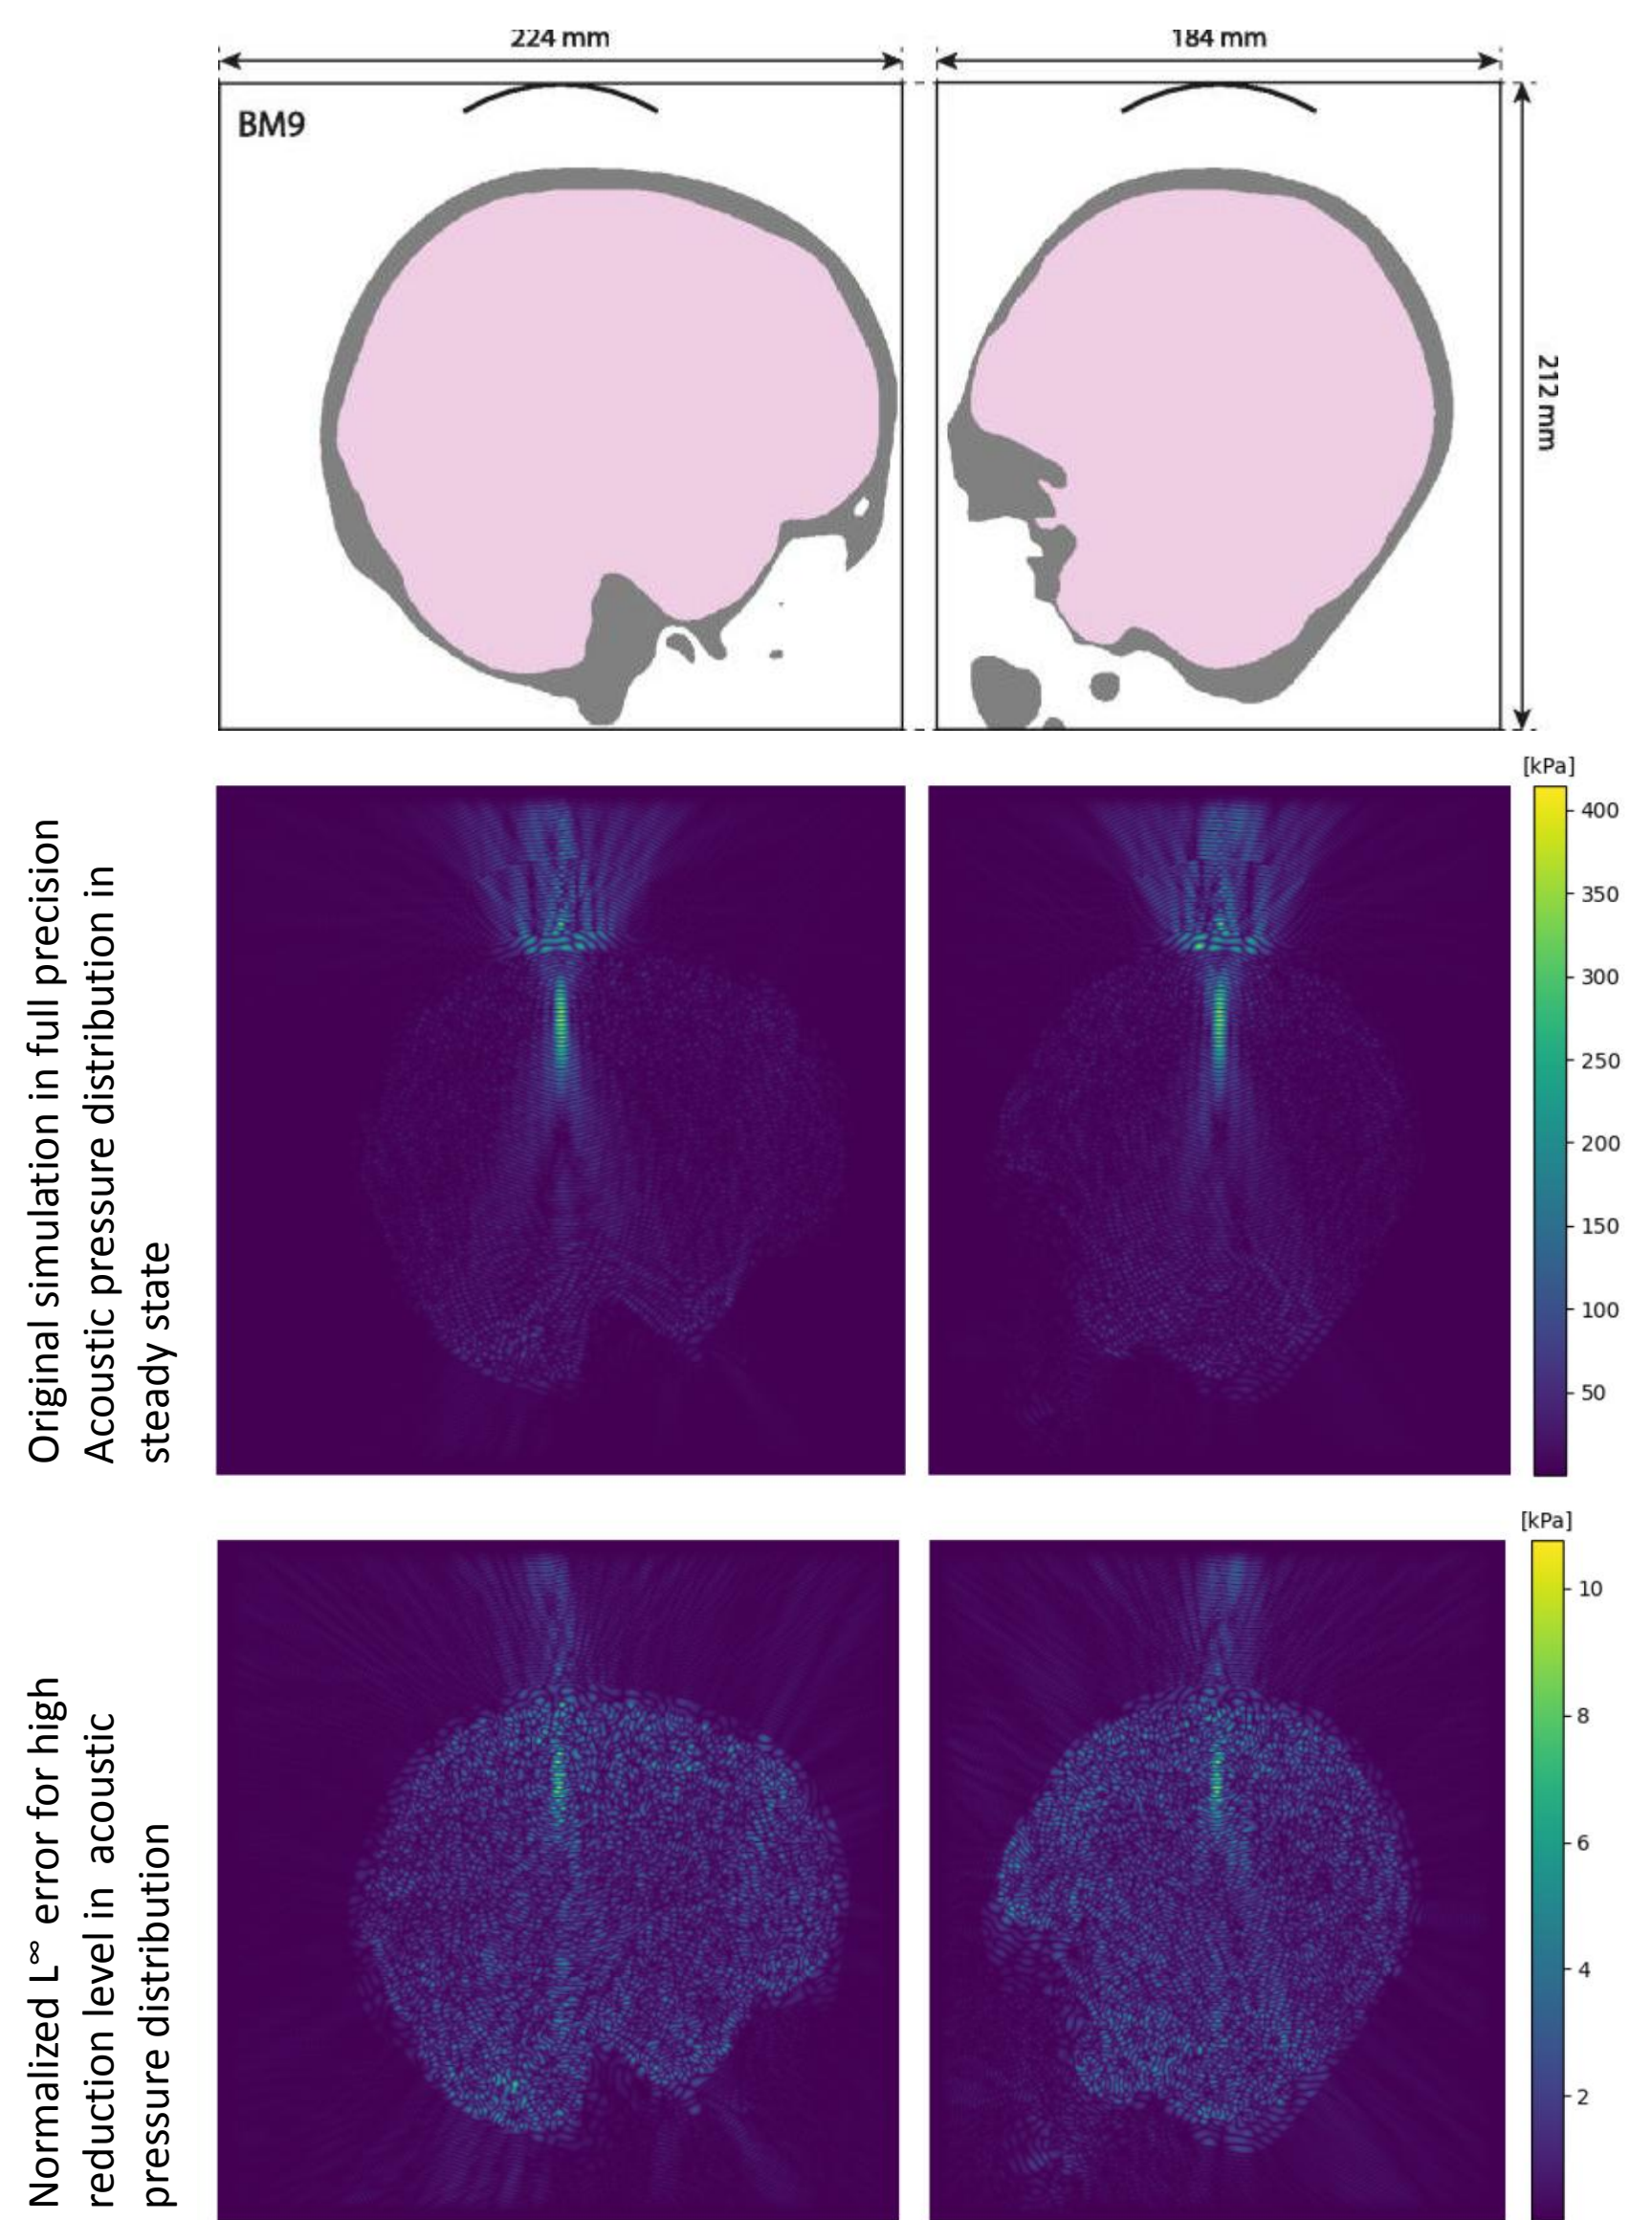 224 mm
184 mm
BM9
212 mm
Original simulation in full precision
Acoustic pressure distribution in
steady state
[kPa]
400
350
300
250
200
150
100
50
Normalized L∞ error for high
reduction level in acoustic
pressure distribution
[kPa]
10
8
6
4
2